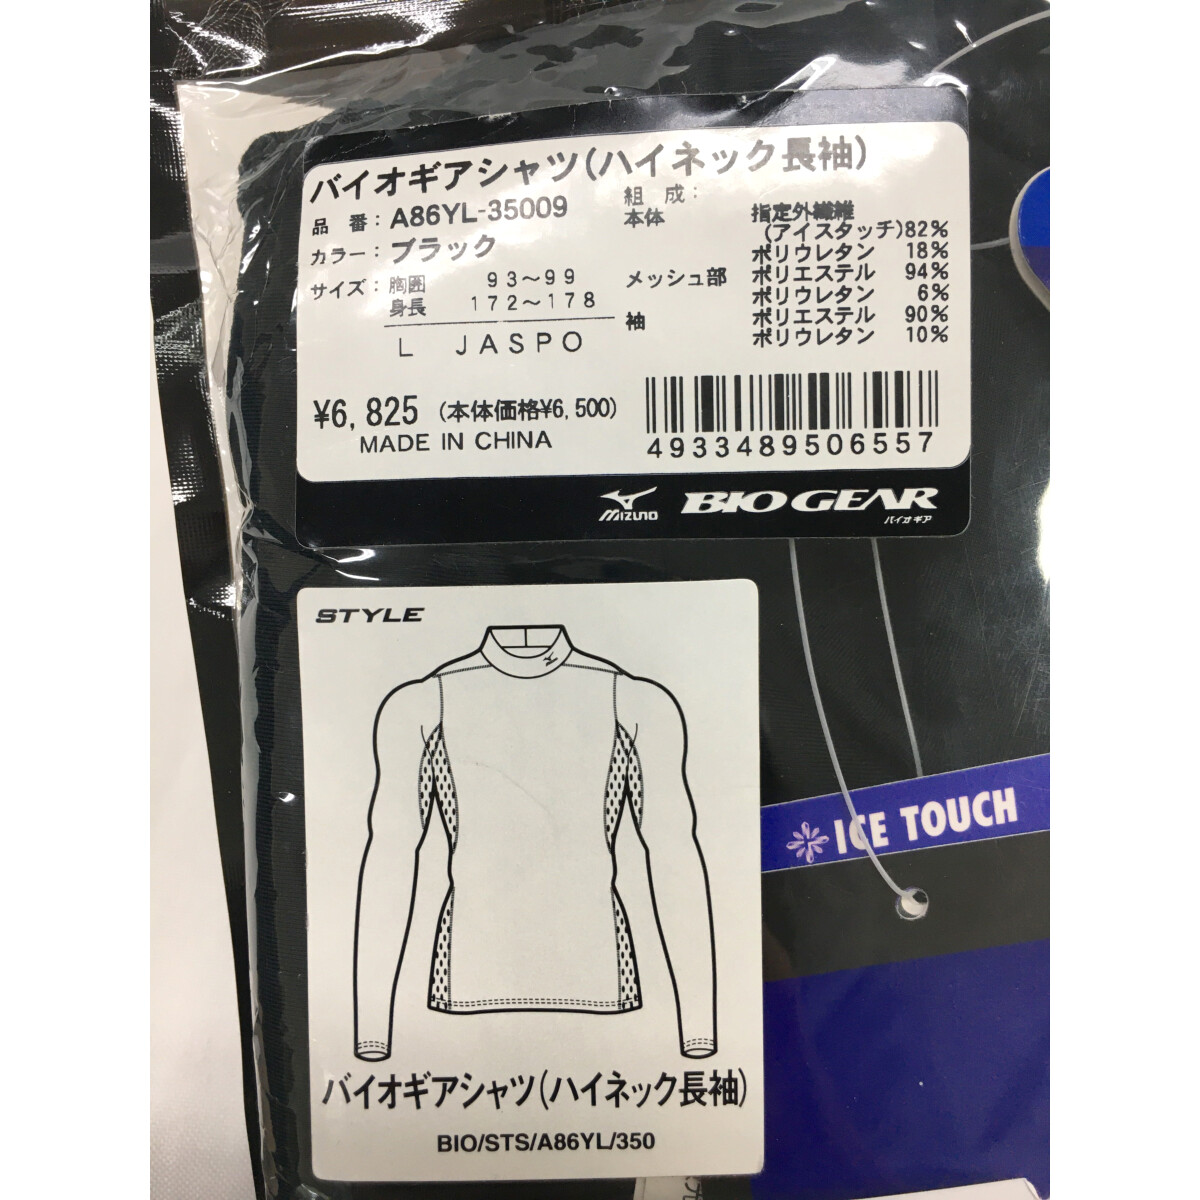 バイオギアシャツ(ハイネック長袖)
品番: A86YL-35009
カラー: ブラック
サイズ: 胸囲 93～99
身長 172～178
L JASPO
組成:
本体 指定外繊維
(アイスタッチ)82%
ポリウレタン 18%
メッシュ部 ポリエステル 94%
ポリウレタン 6%
袖 ポリエステル 90%
ポリウレタン 10%
¥6,825 (本体価格¥6,500)
MADE IN CHINA
4933489506557
MIZUNO BIO GEAR
バイオギア
STYLE
ICE TOUCH
バイオギアシャツ(ハイネック長袖)
BIO/STS/A86YL/350